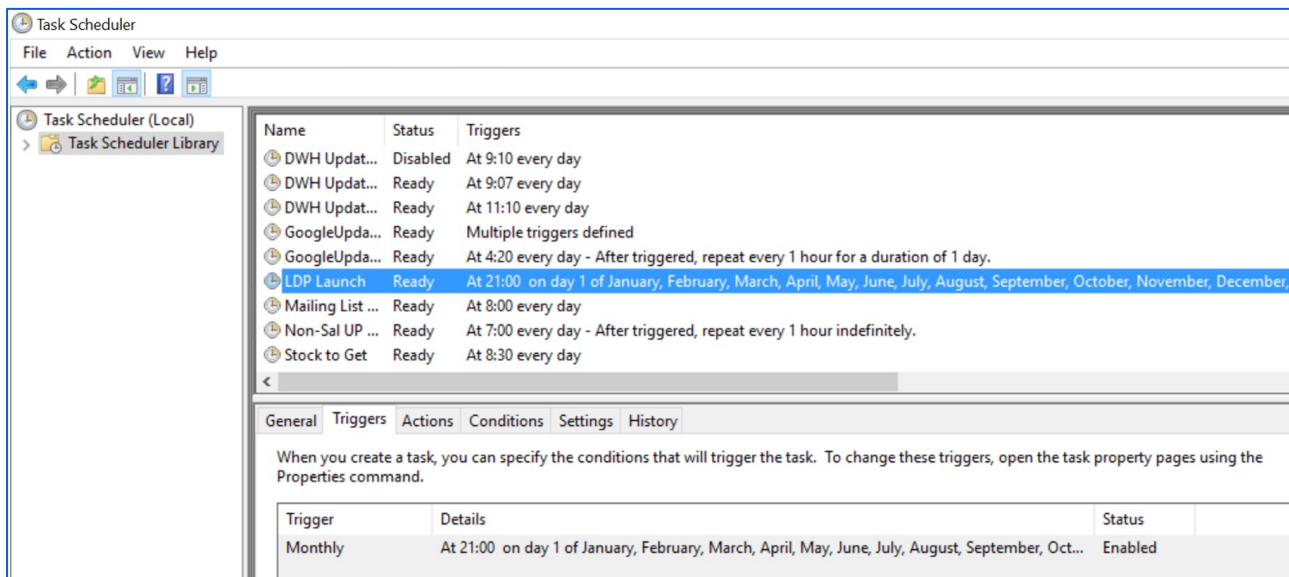 Task Scheduler
File Action View Help
Task Scheduler (Local)
Task Scheduler Library
Name Status Triggers
DWH Updat... Disabled At 9:10 every day
DWH Updat... Ready At 9:07 every day
DWH Updat... Ready At 11:10 every day
GoogleUpda... Ready Multiple triggers defined
GoogleUpda... Ready At 4:20 every day - After triggered, repeat every 1 hour for a duration of 1 day.
LDP Launch Ready At 21:00 on day 1 of January, February, March, April, May, June, July, August, September, October, November, December,
Mailing List ... Ready At 8:00 every day
Non-Sal UP ... Ready At 7:00 every day - After triggered, repeat every 1 hour indefinitely.
Stock to Get Ready At 8:30 every day
General Triggers Actions Conditions Settings History
When you create a task, you can specify the conditions that will trigger the task. To change these triggers, open the task property pages using the
Properties command.
Trigger Details Status
Monthly At 21:00 on day 1 of January, February, March, April, May, June, July, August, September, Oct... Enabled